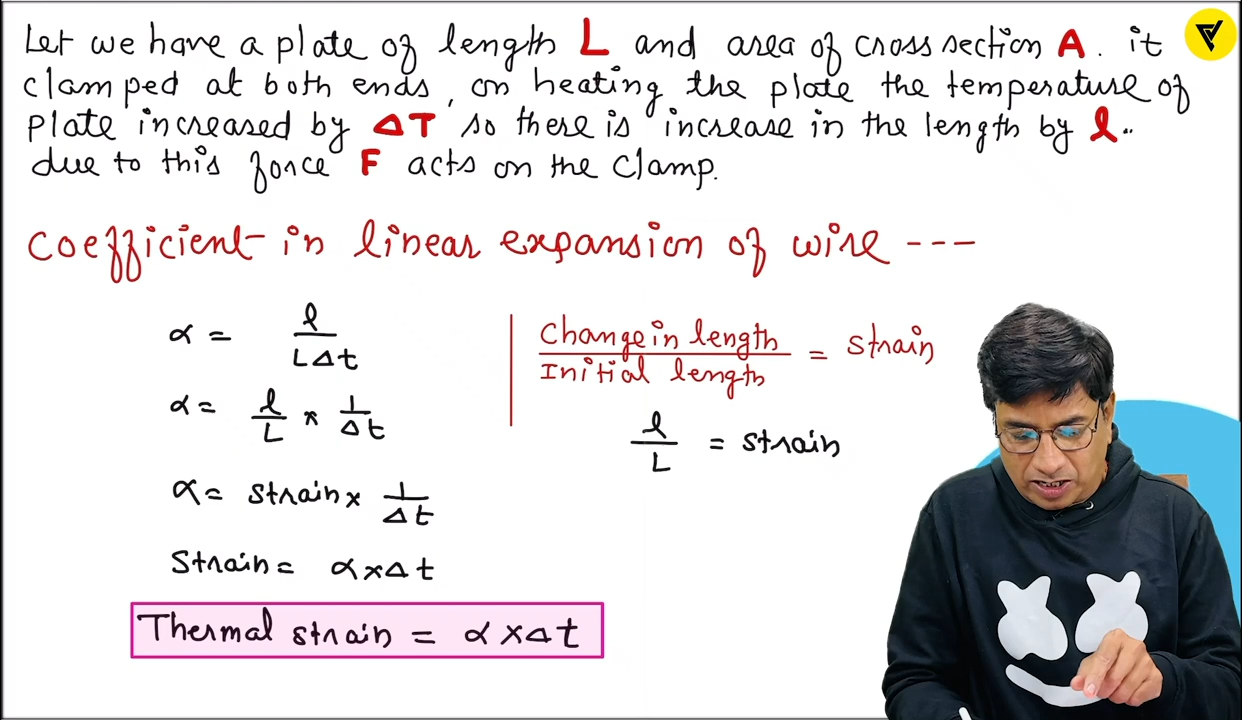 Let we have a plate of length L and area of cross section A. it
clamped at both ends, on heating the plate the temperature of
plate increased by ΔT so there is increase in the length by l..
due to this force F acts on the clamp.
Coefficient in linear expansion of wire ---
α = l / LΔt
α = l/L × 1/Δt
α = strain × 1/Δt
Strain = α×Δt
Thermal strain = α×Δt
Change in length / Initial length = strain
l/L = strain